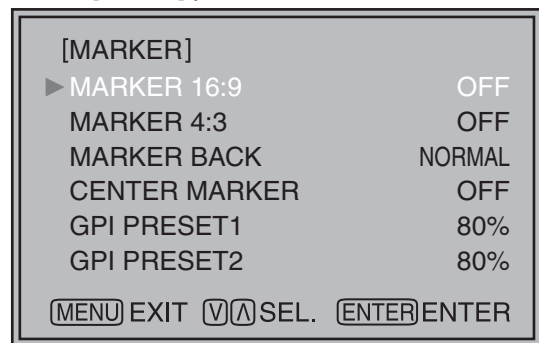 [MARKER]
MARKER 16:9 OFF
MARKER 4:3 OFF
MARKER BACK NORMAL
CENTER MARKER OFF
GPI PRESET1 80%
GPI PRESET2 80%
MENU EXIT V Λ SEL. ENTER ENTER